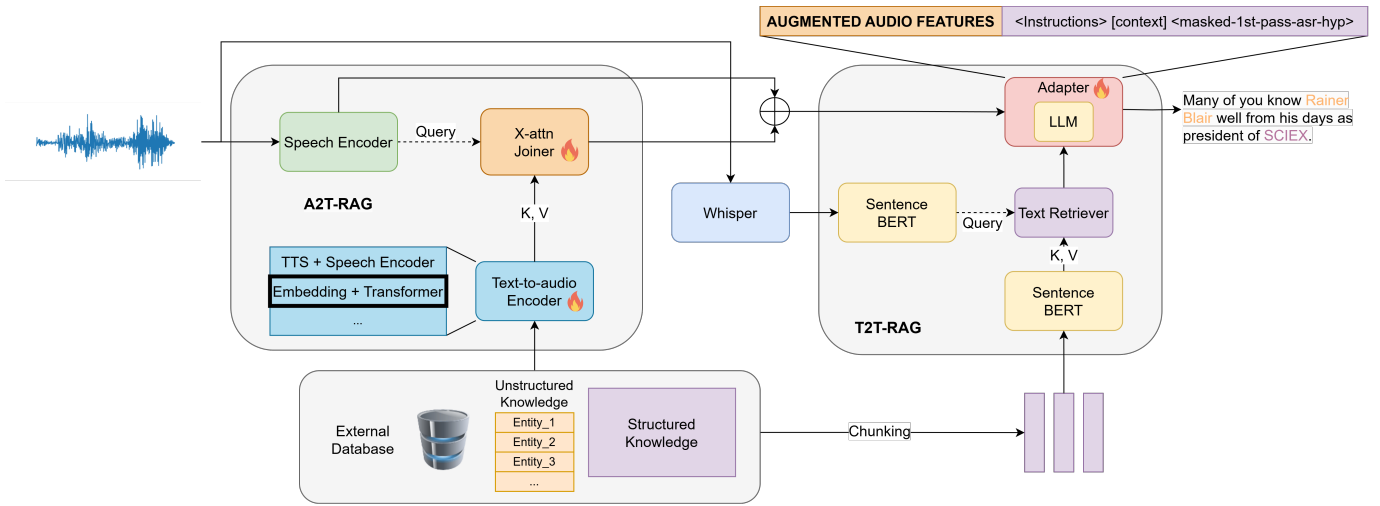 AUGMENTED AUDIO FEATURES
<Instructions> [context] <masked-1st-pass-asr-hyp>
Speech Encoder
Query
X-attn
Joiner
A2T-RAG
K, V
TTS + Speech Encoder
Embedding + Transformer
...
Text-to-audio
Encoder
Whisper
Adapter
LLM
Many of you know Rainer
Blair well from his days as
president of SCIEX.
Sentence
BERT
Query
Text Retriever
K, V
Sentence
BERT
T2T-RAG
External
Database
Unstructured
Knowledge
Entity_1
Entity_2
Entity_3
...
Structured
Knowledge
Chunking